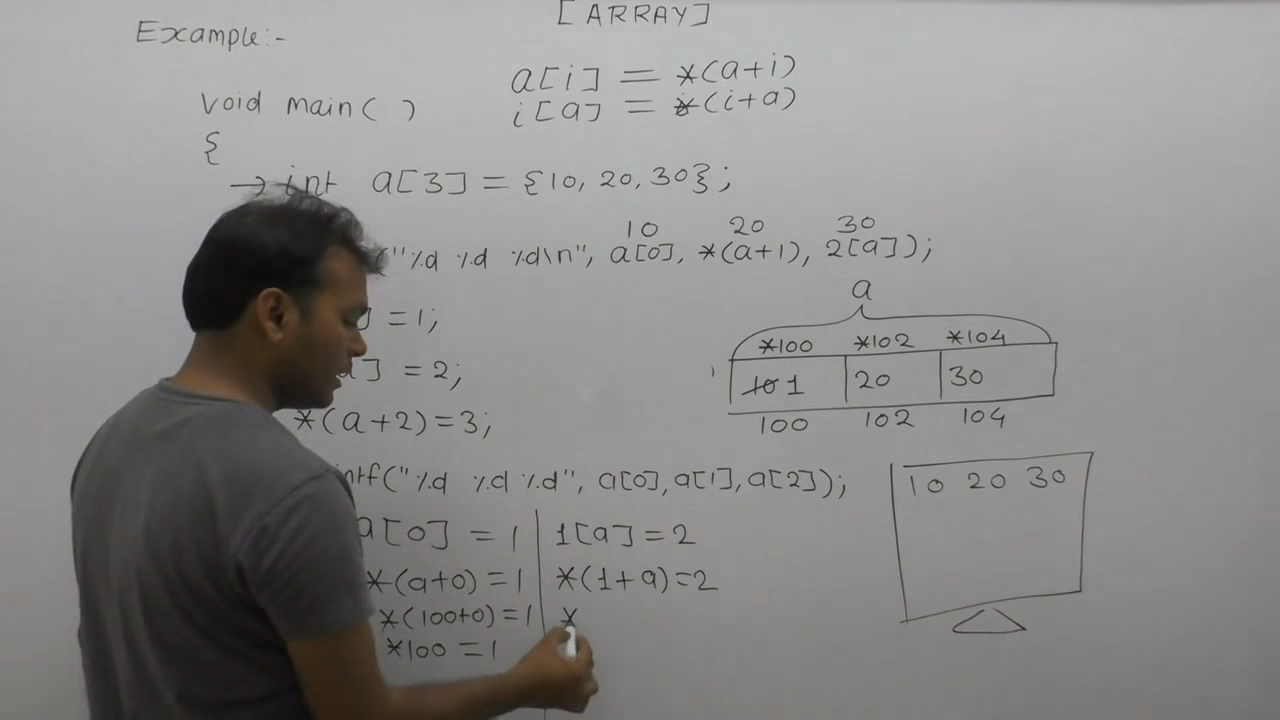 [ARRAY]
Example:-
a[i] = *(a+i)
void main( )
i[a] = *(i+a)
{
→ int a[3] = {10, 20, 30};
10 20 30
("%d %d %d\n", a[0], *(a+1), 2[a]);
] = 1;
a] = 2;
*(a+2)=3;
a
*100 *102 *104
10 1 20 30
100 102 104
ntf("%d %d %d", a[0],a[1],a[2]);
10 20 30
a[0] = 1
*(a+0) = 1
*(100+0) = 1
*100 = 1
1[a] = 2
*(1+a)=2
*